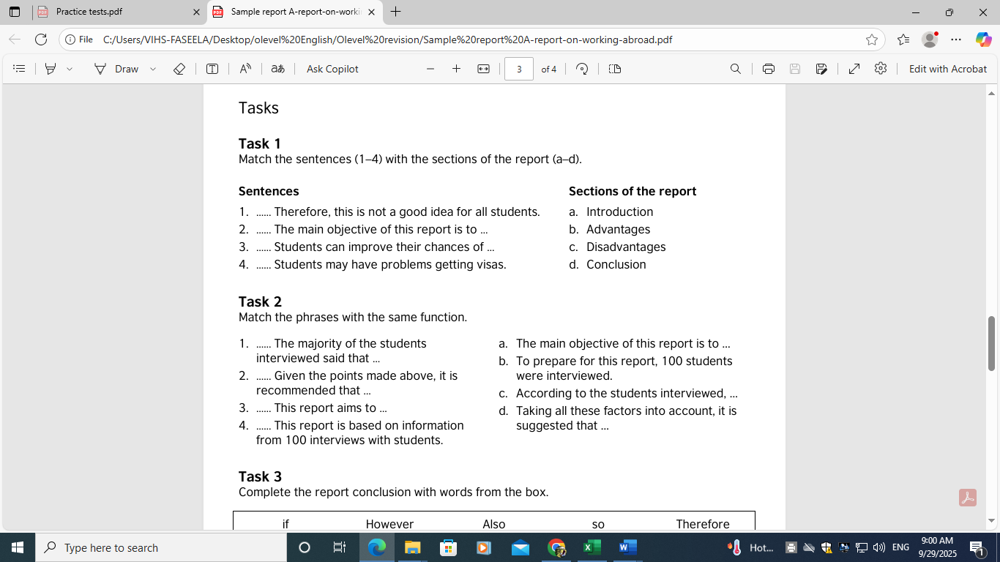 Practice tests.pdf
Sample report A-report-on-worki
File C:/Users/VIHS-FASEELA/Desktop/olevel%20English/Olevel%20revision/Sample%20report%20A-report-on-working-abroad.pdf
Draw
Ask Copilot
3 of 4
Edit with Acrobat
Tasks
Task 1
Match the sentences (1–4) with the sections of the report (a–d).
Sentences
1. ...... Therefore, this is not a good idea for all students.
2. ...... The main objective of this report is to ...
3. ...... Students can improve their chances of ...
4. ...... Students may have problems getting visas.
Sections of the report
a. Introduction
b. Advantages
c. Disadvantages
d. Conclusion
Task 2
Match the phrases with the same function.
1. ...... The majority of the students
interviewed said that ...
2. ...... Given the points made above, it is
recommended that ...
3. ...... This report aims to ...
4. ...... This report is based on information
from 100 interviews with students.
a. The main objective of this report is to ...
b. To prepare for this report, 100 students
were interviewed.
c. According to the students interviewed, ...
d. Taking all these factors into account, it is
suggested that ...
Task 3
Complete the report conclusion with words from the box.
if However Also so Therefore
Type here to search
Hot...
ENG
9:00 AM
9/29/2025
1